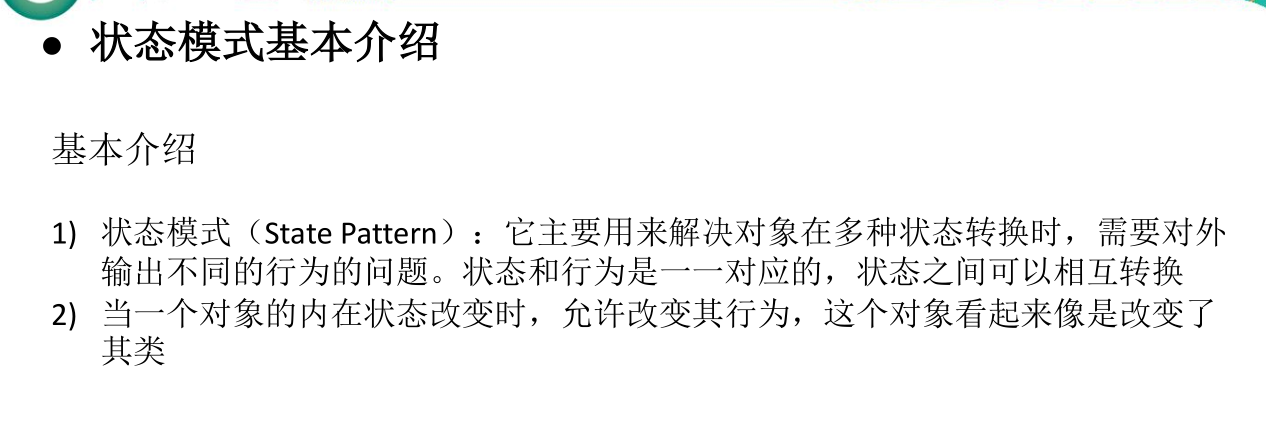 • 状态模式基本介绍
基本介绍
1) 状态模式（State Pattern）：它主要用来解决对象在多种状态转换时，需要对外
输出不同的行为的问题。状态和行为是一一对应的，状态之间可以相互转换
2) 当一个对象的内在状态改变时，允许改变其行为，这个对象看起来像是改变了
其类